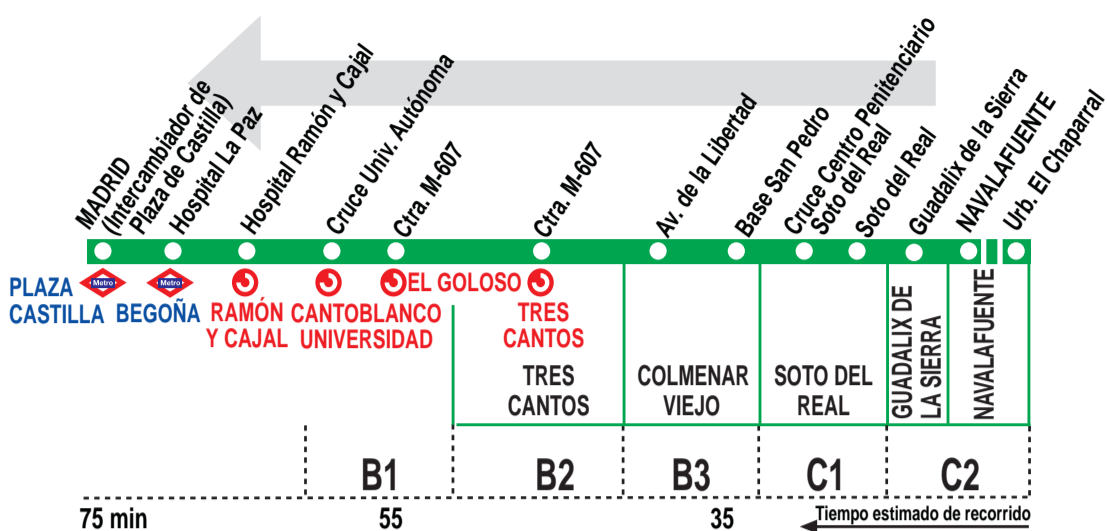 MADRID
(Intercambiador de
Plaza de Castilla)
Hospital La Paz
Hospital Ramón y Cajal
Cruce Univ. Autónoma
Ctra. M-607
Ctra. M-607
Av. de la Libertad
Base San Pedro
Cruce Centro Penitenciario
Soto del Real
Soto del Real
Guadalix de la Sierra
NAVALAFUENTE
Urb. El Chaparral
PLAZA
CASTILLA
Metro
Metro
BEGOÑA
RAMÓN
Y CAJAL
CANTOBLANCO
UNIVERSIDAD
EL GOLOSO
TRES
CANTOS
TRES
CANTOS
COLMENAR
VIEJO
SOTO DEL
REAL
GUADALIX DE
LA SIERRA
NAVALAFUENTE
B1
B2
B3
C1
C2
75 min
55
35
Tiempo estimado de recorrido